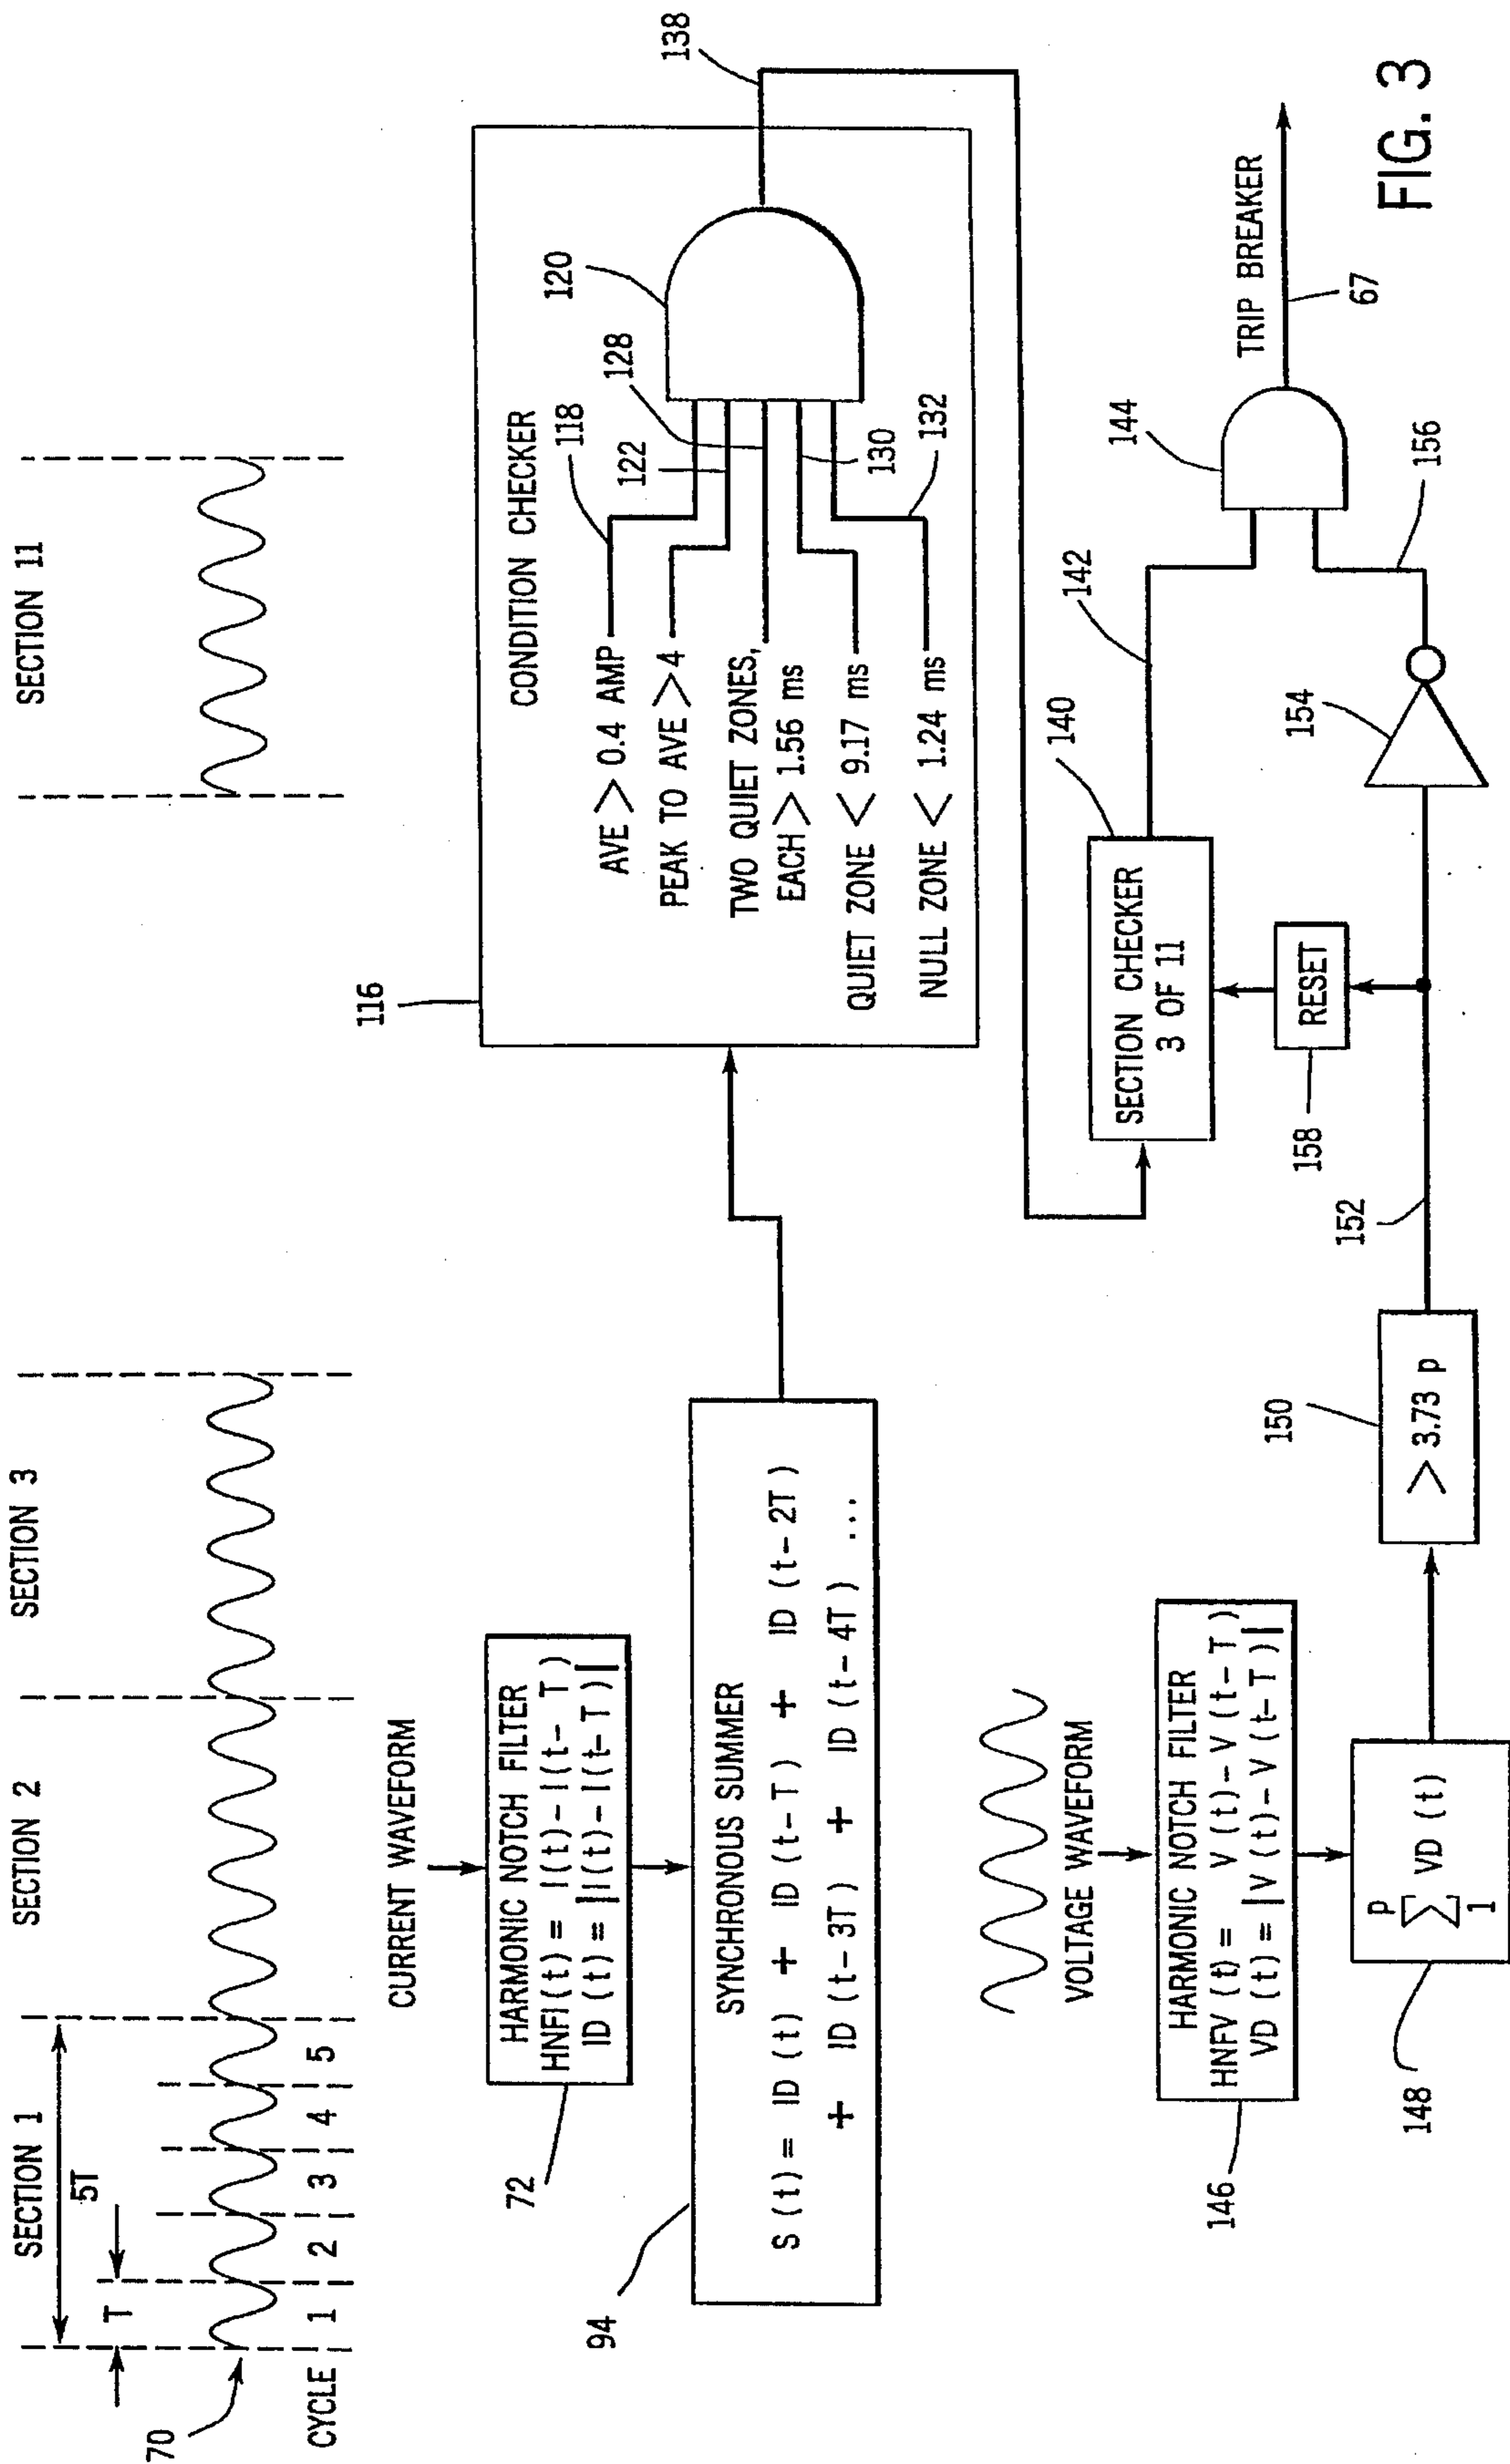 SECTION 1
SECTION 2
SECTION 3
SECTION 11
5T
T
70
CYCLE 1 2 3 4 5
CURRENT WAVEFORM
72
HARMONIC NOTCH FILTER
HNFI(t) = I(t) - I(t - T)
ID (t) = |I(t) - I(t - T)|
94
SYNCHRONOUS SUMMER
S (t) = ID (t) + ID (t - T) + ID (t - 2T)
+ ID (t - 3T) + ID (t - 4T) ...
116
CONDITION CHECKER
AVE > 0.4 AMP
118
PEAK TO AVE > 4
122
TWO QUIET ZONES,
EACH > 1.56 ms
128
QUIET ZONE < 9.17 ms
130
NULL ZONE < 1.24 ms
132
120
138
VOLTAGE WAVEFORM
146
HARMONIC NOTCH FILTER
HNFV (t) = V (t) - V (t - T)
VD (t) = |V (t) - V (t - T)|
148
p
∑ VD (t)
1
150
> 3.73 p
152
158
RESET
140
SECTION CHECKER
3 OF 11
142
154
156
144
TRIP BREAKER
67
FIG. 3